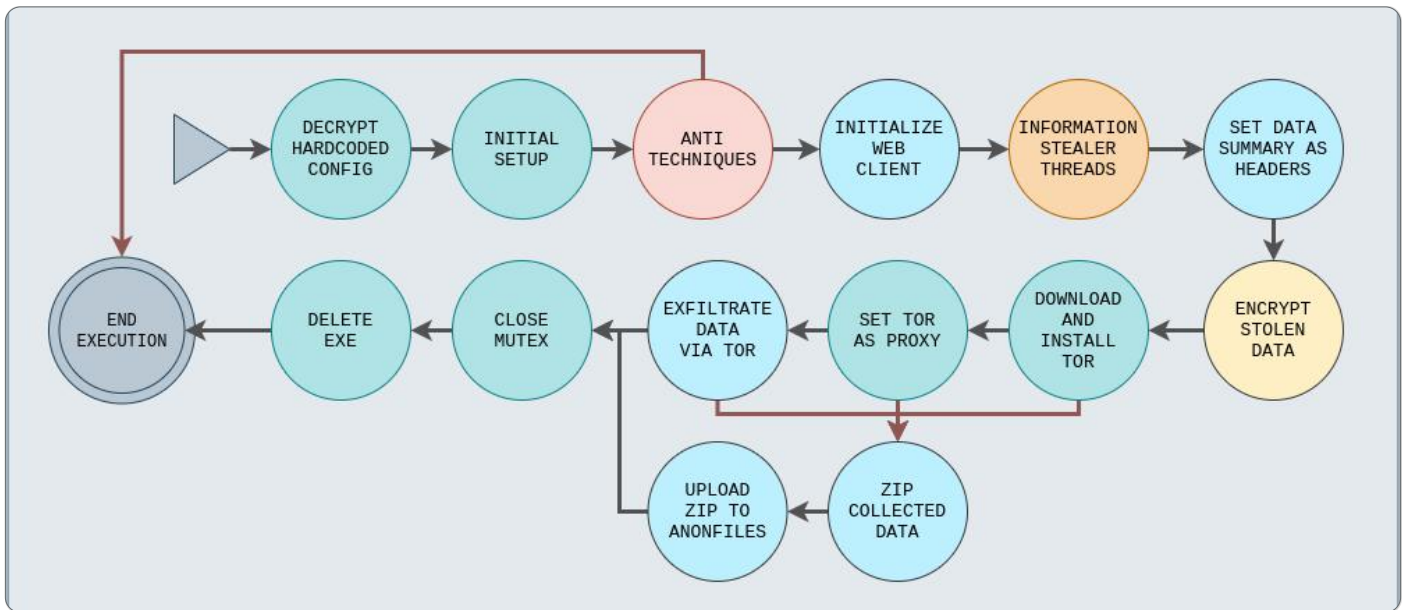 DECRYPT
HARDCODED
CONFIG
INITIAL
SETUP
ANTI
TECHNIQUES
INITIALIZE
WEB
CLIENT
INFORMATION
STEALER
THREADS
SET DATA
SUMMARY AS
HEADERS
END
EXECUTION
DELETE
EXE
CLOSE
MUTEX
EXFILTRATE
DATA
VIA TOR
SET TOR
AS PROXY
DOWNLOAD
AND
INSTALL
TOR
ENCRYPT
STOLEN
DATA
UPLOAD
ZIP TO
ANONFILES
ZIP
COLLECTED
DATA